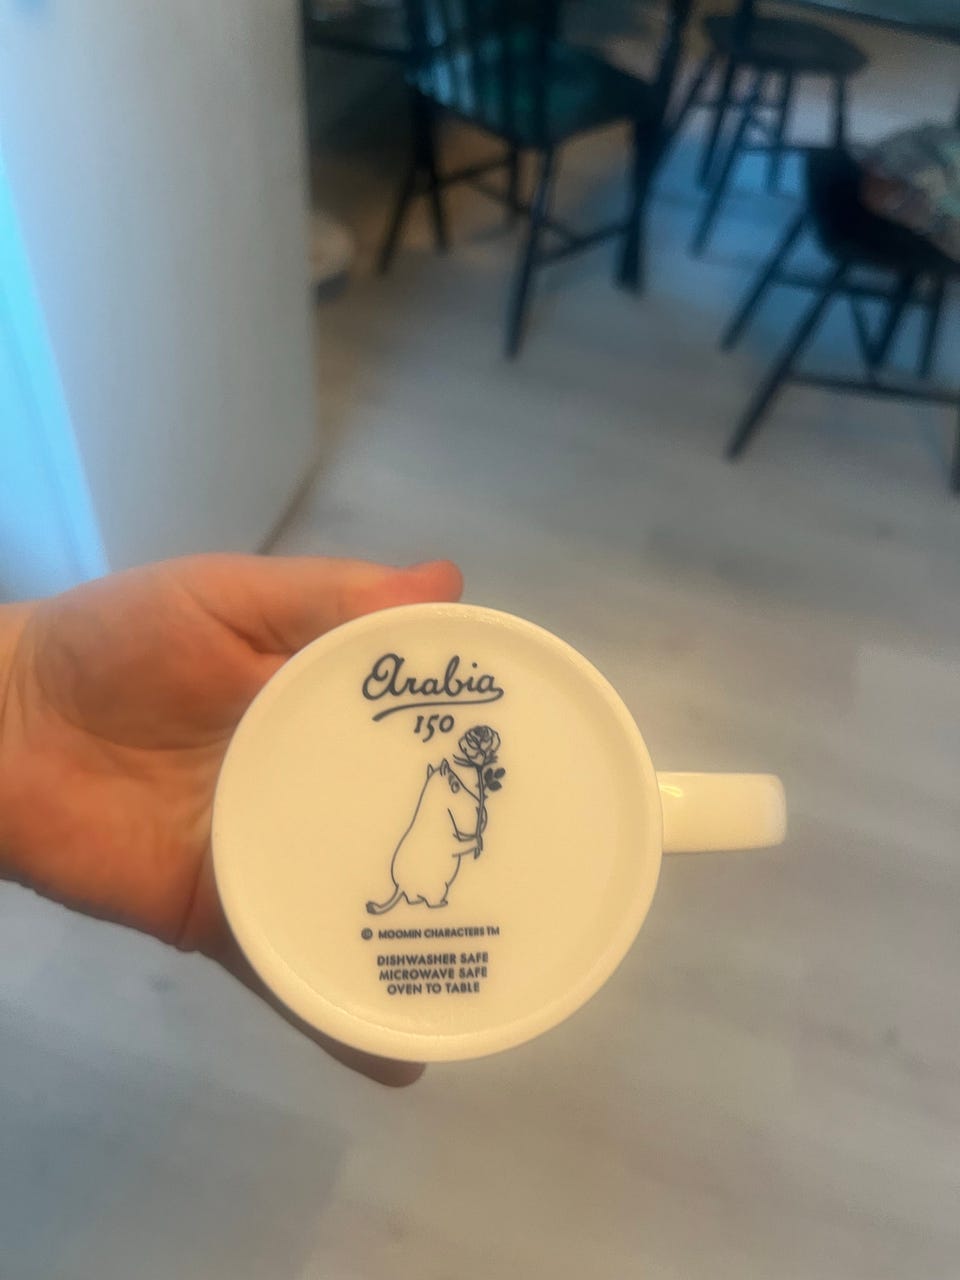 Arabia
150
© MOOMIN CHARACTERS TM
DISHWASHER SAFE
MICROWAVE SAFE
OVEN TO TABLE